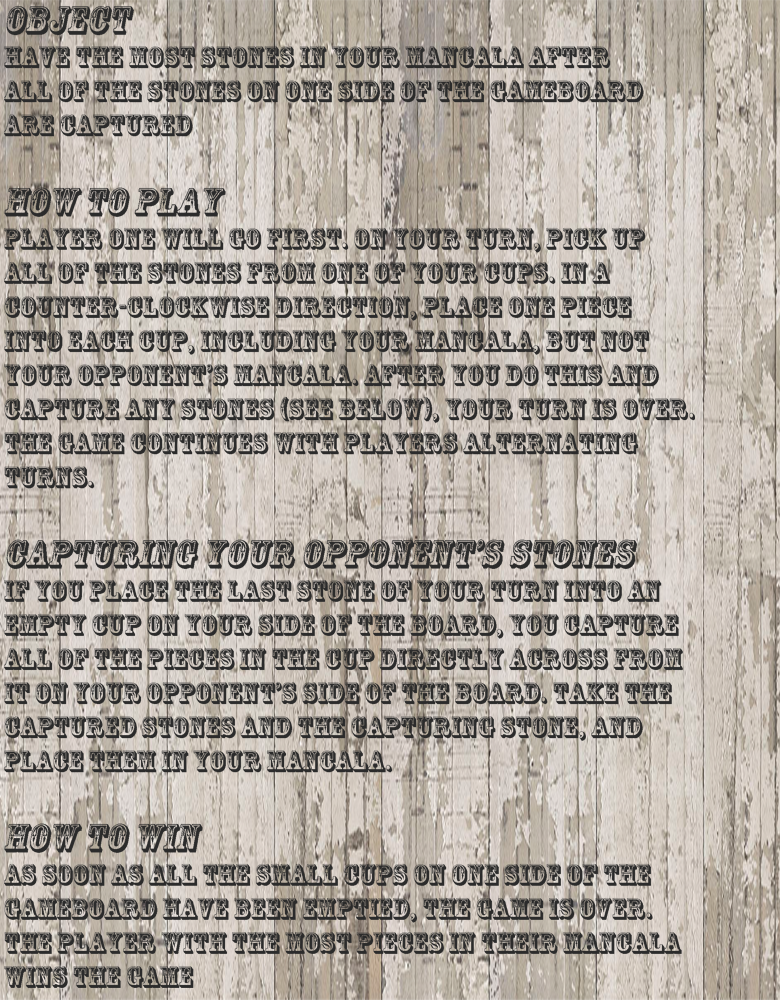 OBJECT
HAVE THE MOST STONES IN YOUR MANCALA AFTER
ALL OF THE STONES ON ONE SIDE OF THE GAMEBOARD
ARE CAPTURED
HOW TO PLAY
PLAYER ONE WILL GO FIRST. ON YOUR TURN, PICK UP
ALL OF THE STONES FROM ONE OF YOUR CUPS. IN A
COUNTER-CLOCKWISE DIRECTION, PLACE ONE PIECE
INTO EACH CUP, INCLUDING YOUR MANCALA, BUT NOT
YOUR OPPONENT'S MANCALA. AFTER YOU DO THIS AND
CAPTURE ANY STONES (SEE BELOW), YOUR TURN IS OVER.
THE GAME CONTINUES WITH PLAYERS ALTERNATING
TURNS.
CAPTURING YOUR OPPONENT'S STONES
IF YOU PLACE THE LAST STONE OF YOUR TURN INTO AN
EMPTY CUP ON YOUR SIDE OF THE BOARD, YOU CAPTURE
ALL OF THE PIECES IN THE CUP DIRECTLY ACROSS FROM
IT ON YOUR OPPONENT'S SIDE OF THE BOARD. TAKE THE
CAPTURED STONES AND THE CAPTURING STONE, AND
PLACE THEM IN YOUR MANCALA.
HOW TO WIN
AS SOON AS ALL THE SMALL CUPS ON ONE SIDE OF THE
GAMEBOARD HAVE BEEN EMPTIED, THE GAME IS OVER.
THE PLAYER WITH THE MOST PIECES IN THEIR MANCALA
WINS THE GAME